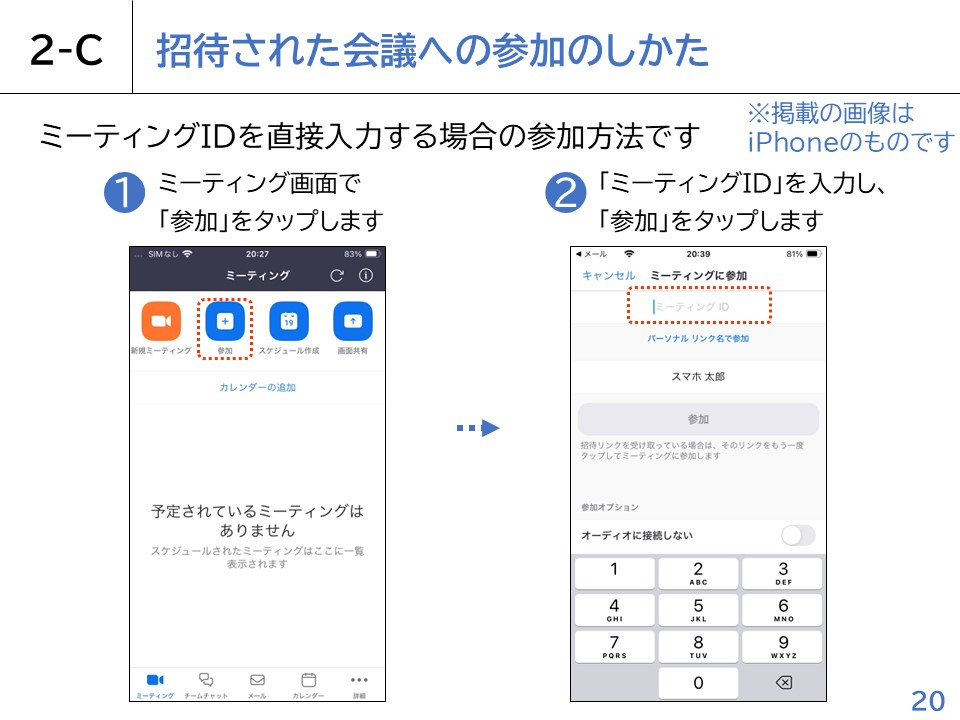 2-C
招待された会議への参加のしかた
ミーティングIDを直接入力する場合の参加方法です
※掲載の画像は
iPhoneのものです
1
ミーティング画面で
「参加」をタップします
.... SIMなし
20:27
83%
ミーティング
19
新規ミーティング
参加
スケジュール作成
画面共有
カレンダーの追加
予定されているミーティングは
ありません
スケジュールされたミーティングはここに一覧
表示されます
ミーティング
チームチャット
メール
カレンダー
詳細
2
「ミーティングID」を入力し、
「参加」をタップします
メール
20:39
81%
キャンセル
ミーティングに参加
ミーティング ID
パーソナル リンク名で参加
スマホ 太郎
参加
招待リンクを受け取っている場合は、そのリンクをもう一度
タップしてミーティングに参加します
参加オプション
オーディオに接続しない
1
2
ABC
3
DEF
4
GHI
5
JKL
6
MNO
7
PQRS
8
TUV
9
WXYZ
0
20